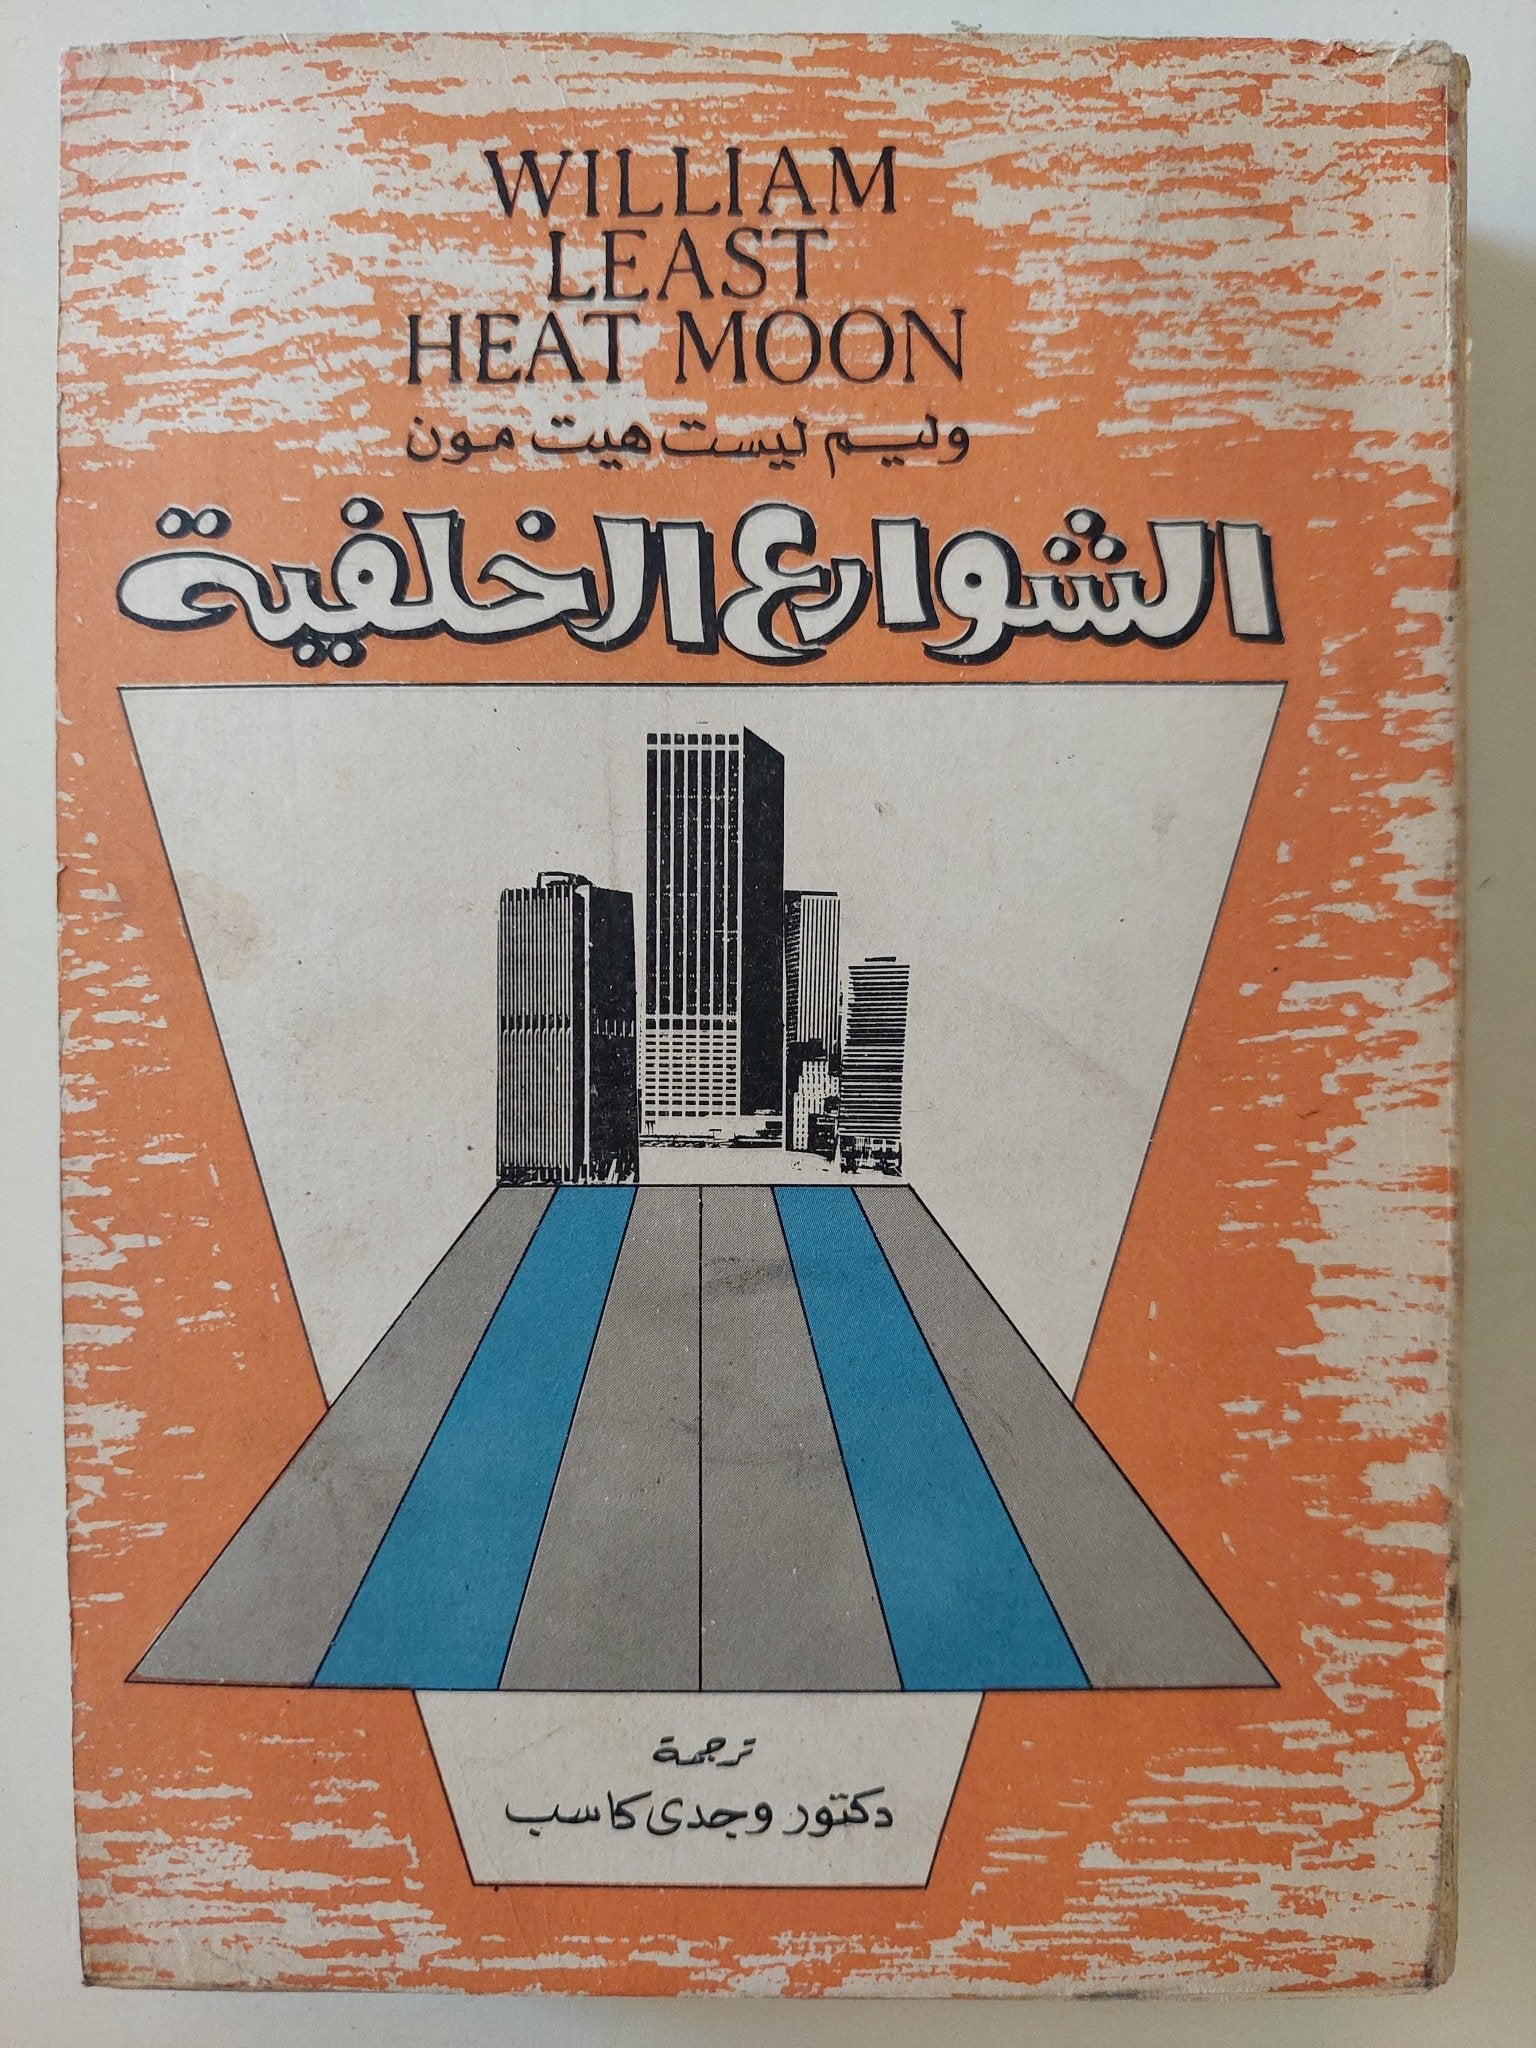 WILLIAM
LEAST
HEAT MOON
وليم ليست هيت مون
الشوارع الخلفية
ترجمة
دكتور وجدى كاسب